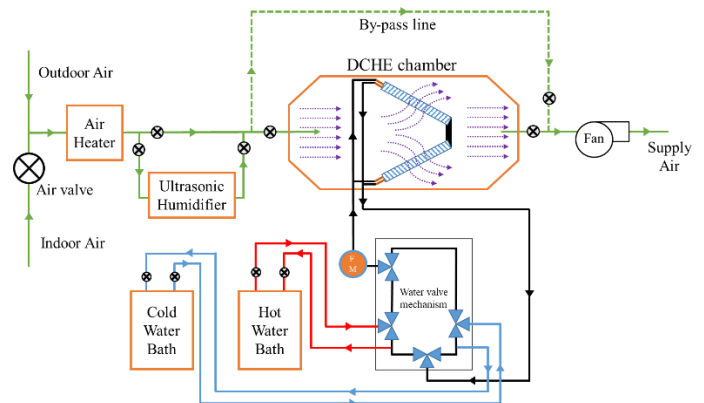 By-pass line
Outdoor Air
DCHE chamber
Air
Heater
Fan
Supply
Air
Air valve
Ultrasonic
Humidifier
Indoor Air
F
M
Water valve
mechanism
Cold
Water
Bath
Hot
Water
Bath